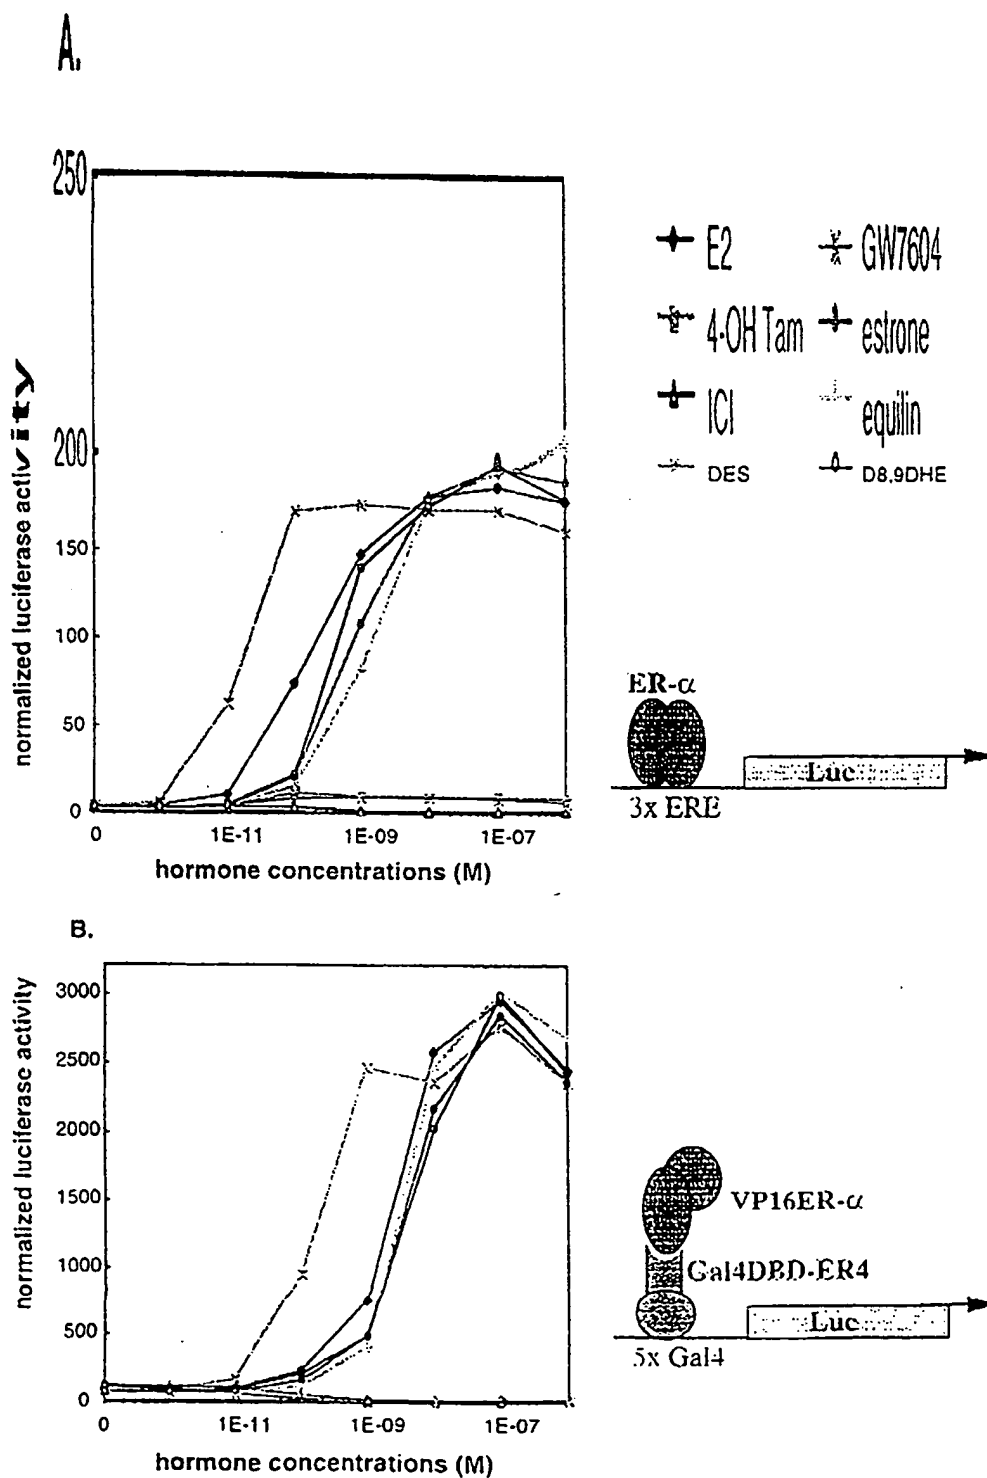 A.
250
200
150
100
50
0
normalized luciferase activity
0
1E-11
1E-09
1E-07
hormone concentrations (M)
E2
GW7604
4-OH Tam
estrone
ICI
equilin
DES
D8,9DHE
ER-α
Luc
3x ERE
B.
3000
2500
2000
1500
1000
500
0
normalized luciferase activity
0
1E-11
1E-09
1E-07
hormone concentrations (M)
VP16ER-α
Gal4DBD-ER4
Luc
5x Gal4